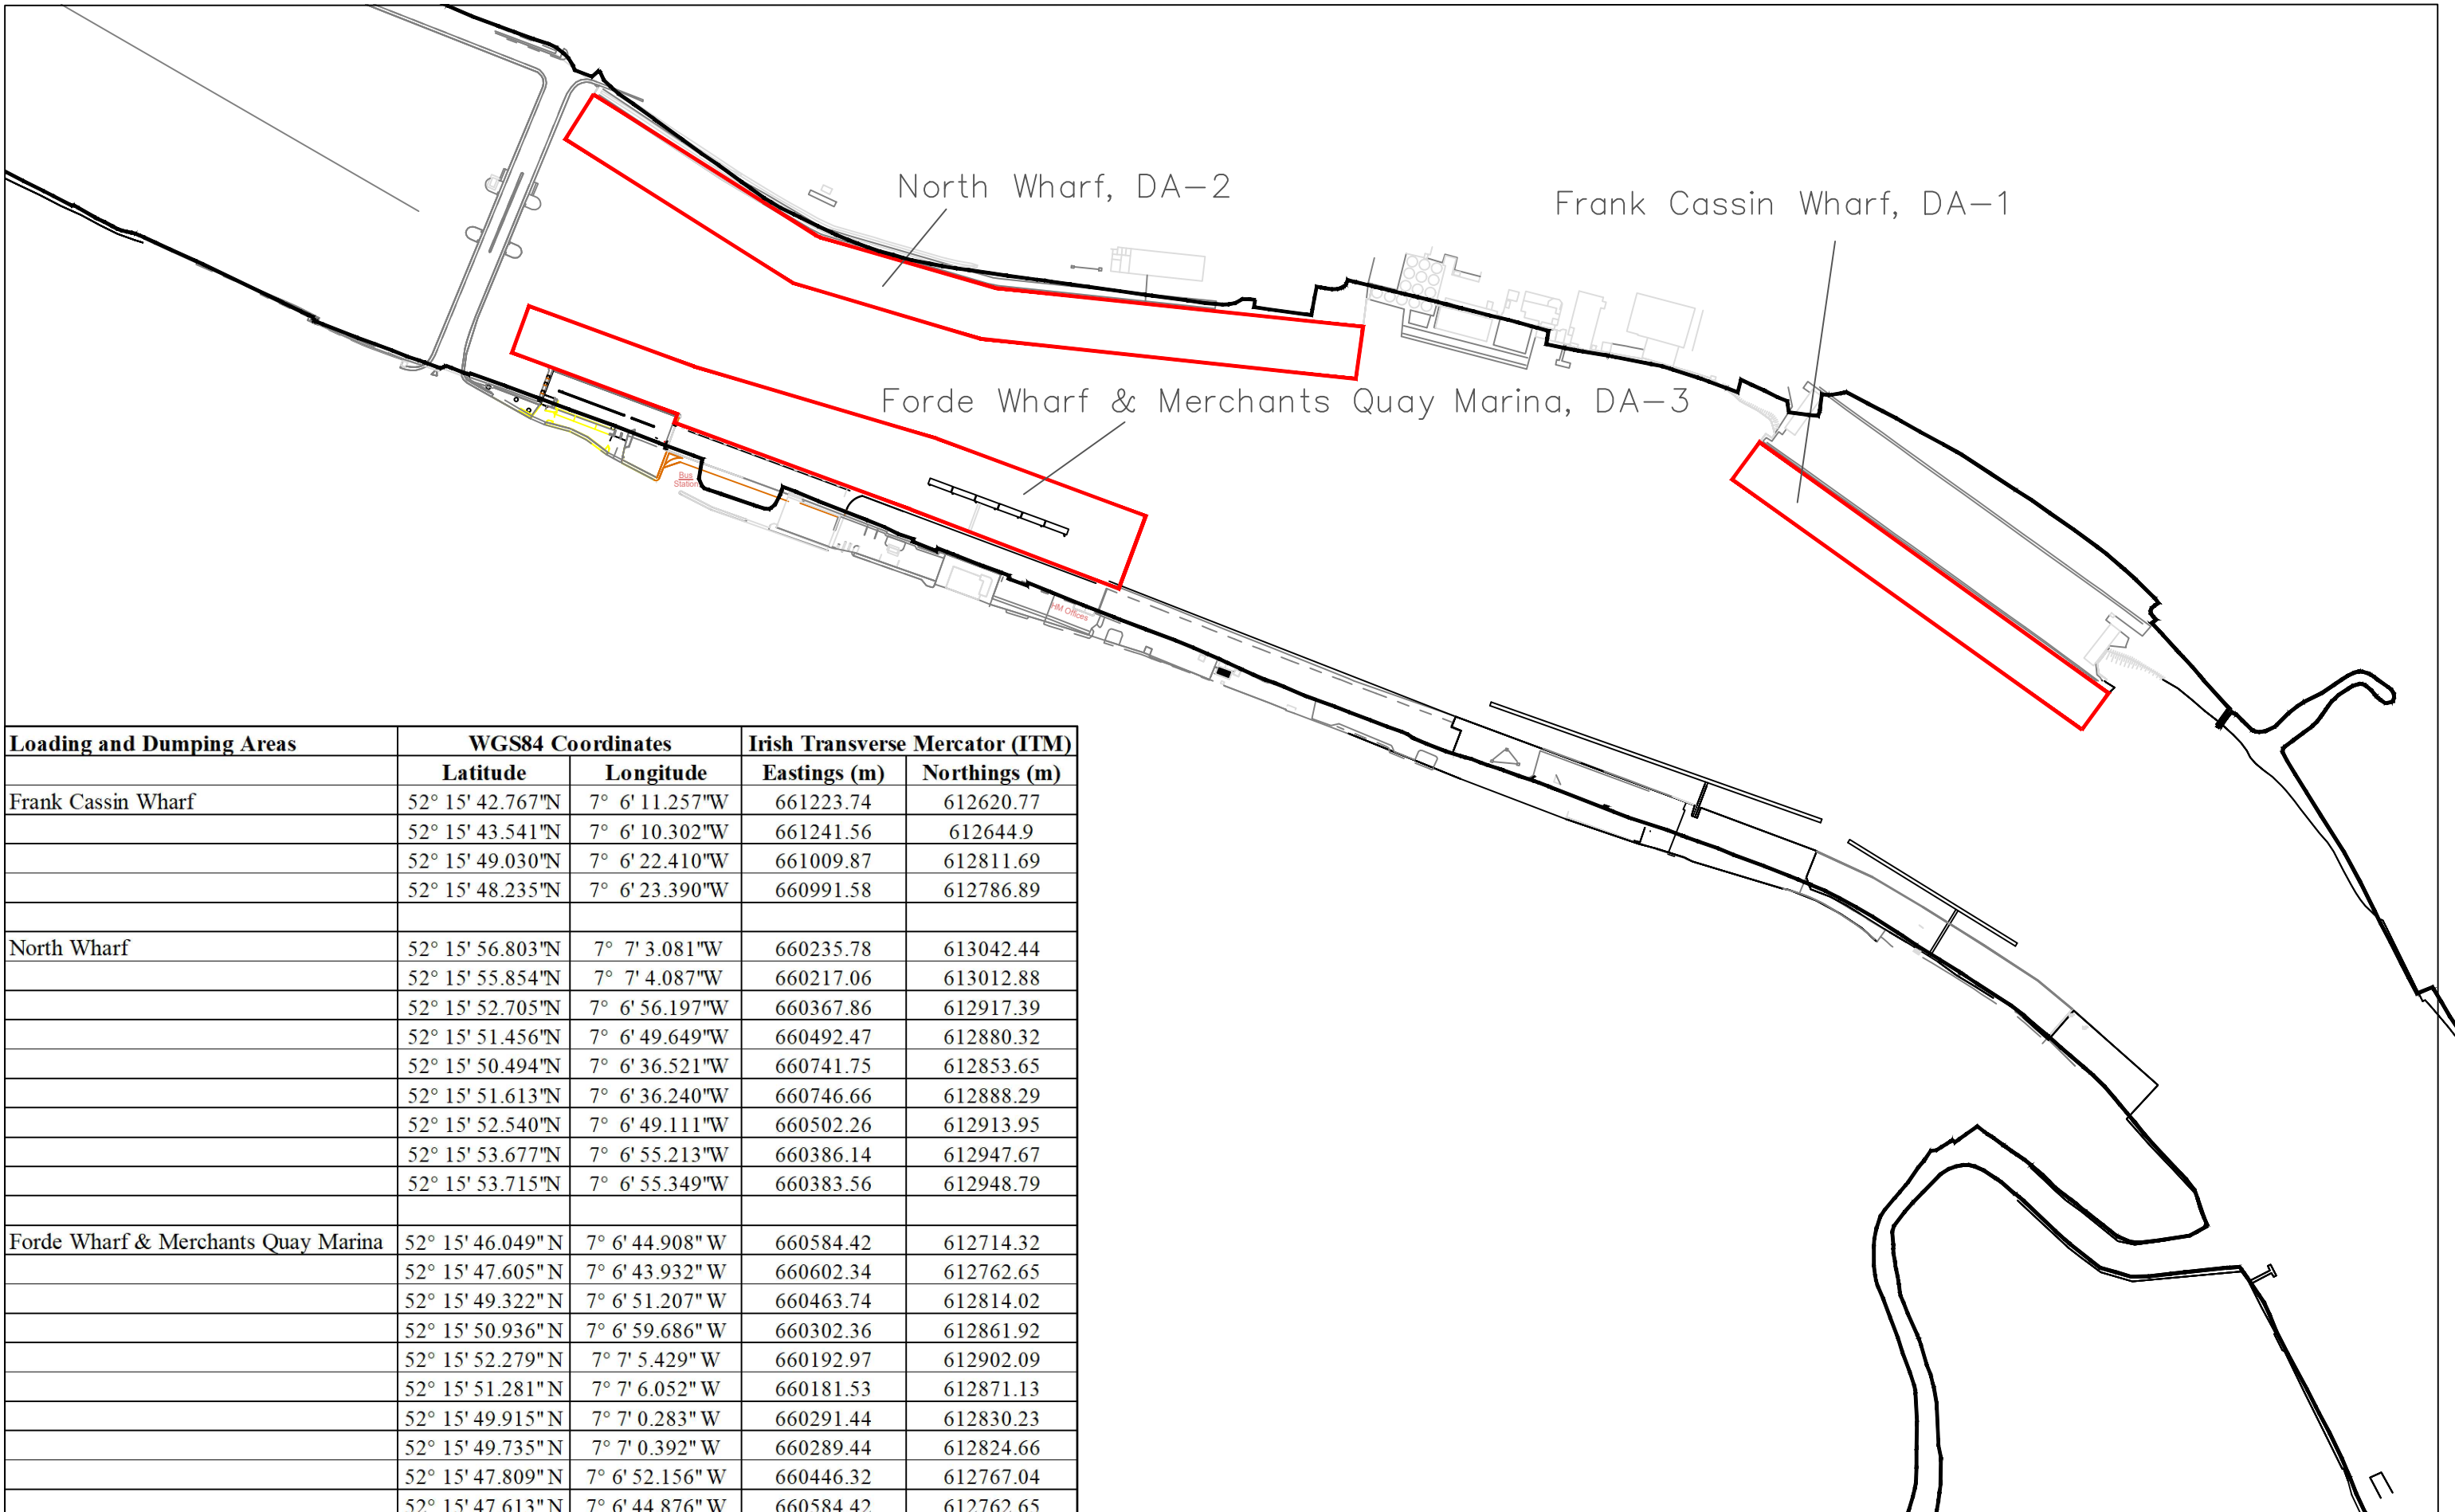 North Wharf, DA-2
Frank Cassin Wharf, DA-1
Forde Wharf & Merchants Quay Marina, DA-3
Bus
Station
HM Offices
Loading and Dumping Areas WGS84 Coordinates Irish Transverse Mercator (ITM)
Latitude Longitude Eastings (m) Northings (m)
Frank Cassin Wharf 52° 15' 42.767"N 7° 6' 11.257"W 661223.74 612620.77
52° 15' 43.541"N 7° 6' 10.302"W 661241.56 612644.9
52° 15' 49.030"N 7° 6' 22.410"W 661009.87 612811.69
52° 15' 48.235"N 7° 6' 23.390"W 660991.58 612786.89
North Wharf 52° 15' 56.803"N 7° 7' 3.081"W 660235.78 613042.44
52° 15' 55.854"N 7° 7' 4.087"W 660217.06 613012.88
52° 15' 52.705"N 7° 6' 56.197"W 660367.86 612917.39
52° 15' 51.456"N 7° 6' 49.649"W 660492.47 612880.32
52° 15' 50.494"N 7° 6' 36.521"W 660741.75 612853.65
52° 15' 51.613"N 7° 6' 36.240"W 660746.66 612888.29
52° 15' 52.540"N 7° 6' 49.111"W 660502.26 612913.95
52° 15' 53.677"N 7° 6' 55.213"W 660386.14 612947.67
52° 15' 53.715"N 7° 6' 55.349"W 660383.56 612948.79
Forde Wharf & Merchants Quay Marina 52° 15' 46.049" N 7° 6' 44.908" W 660584.42 612714.32
52° 15' 47.605" N 7° 6' 43.932" W 660602.34 612762.65
52° 15' 49.322" N 7° 6' 51.207" W 660463.74 612814.02
52° 15' 50.936" N 7° 6' 59.686" W 660302.36 612861.92
52° 15' 52.279" N 7° 7' 5.429" W 660192.97 612902.09
52° 15' 51.281" N 7° 7' 6.052" W 660181.53 612871.13
52° 15' 49.915" N 7° 7' 0.283" W 660291.44 612830.23
52° 15' 49.735" N 7° 7' 0.392" W 660289.44 612824.66
52° 15' 47.809" N 7° 6' 52.156" W 660446.32 612767.04
52° 15' 47.613" N 7° 6' 44.876" W 660584.42 612762.65